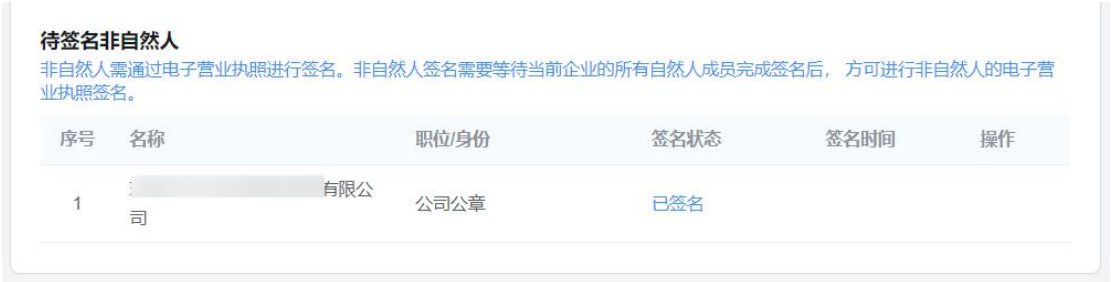 待签名非自然人
非自然人需通过电子营业执照进行签名。非自然人签名需要等待当前企业的所有自然人成员完成签名后, 方可进行非自然人的电子营
业执照签名。
序号 名称 职位/身份 签名状态 签名时间 操作
1 有限公 公司公章 已签名
司